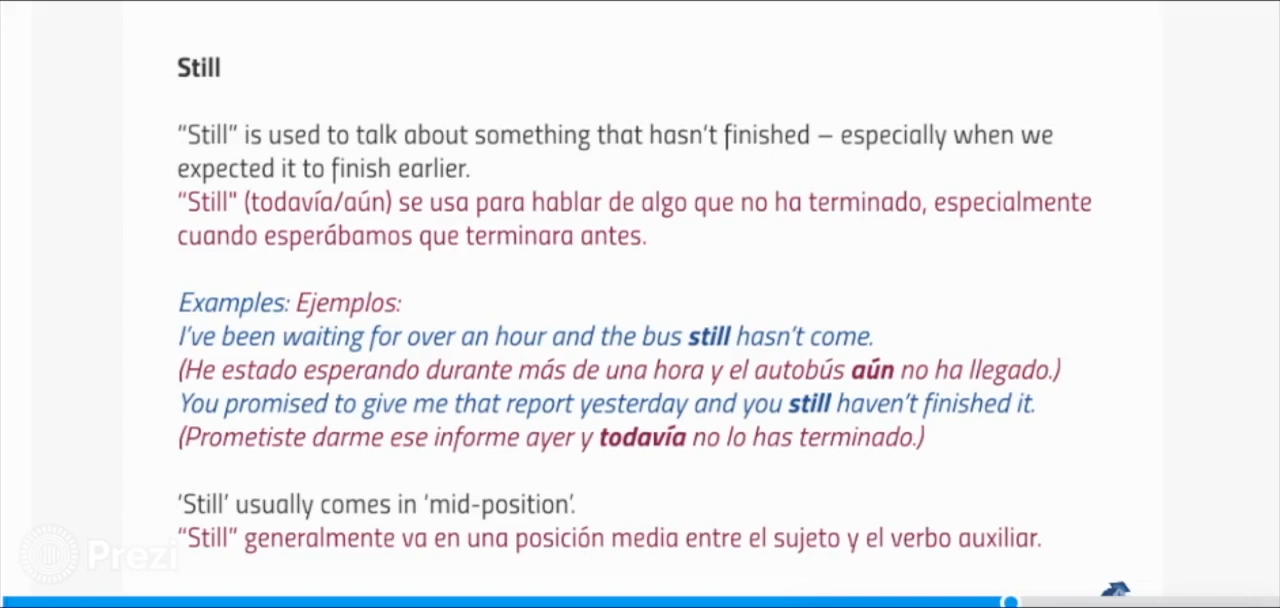 Still
“Still” is used to talk about something that hasn’t finished – especially when we
expected it to finish earlier.
“Still" (todavía/aún) se usa para hablar de algo que no ha terminado, especialmente
cuando esperábamos que terminara antes.
Examples: Ejemplos:
I’ve been waiting for over an hour and the bus still hasn’t come.
(He estado esperando durante más de una hora y el autobús aún no ha llegado.)
You promised to give me that report yesterday and you still haven’t finished it.
(Prometiste darme ese informe ayer y todavía no lo has terminado.)
‘Still’ usually comes in ‘mid-position’.
“Still” generalmente va en una posición media entre el sujeto y el verbo auxiliar.
Prezi